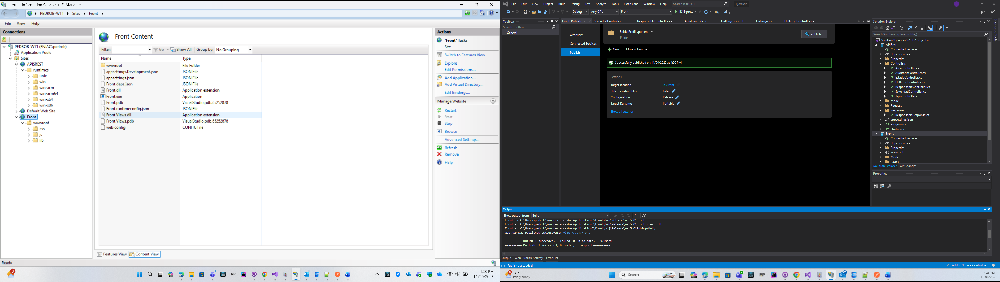 Internet Information Services (IIS) Manager
PEDROB-W11
Sites
Front
File
View
Help
Connections
PEDROB-W11 (ENIAC\pedrob)
Application Pools
Sites
APISREST
runtimes
unix
win
win-arm
win-arm64
win-x64
win-x86
Default Web Site
Front
wwwroot
css
js
lib
Front Content
Filter:
Go
Show All
Group by:
No Grouping
Name
Type
wwwroot
File Folder
appsettings.Development.json
JSON File
appsettings.json
JSON File
Front.deps.json
JSON File
Front.dll
Application extension
Front.exe
Application
Front.pdb
VisualStudio.pdb.65252878
Front.runtimeconfig.json
JSON File
Front.Views.dll
Application extension
Front.Views.pdb
VisualStudio.pdb.65252878
web.config
CONFIG File
Features View
Content View
Actions
'Front' Tasks
Site
Switch to Features View
Explore
Edit Permissions...
Add Application...
Add Virtual Directory...
Edit Bindings...
Manage Website
Restart
Start
Stop
Browse
Advanced Settings...
Refresh
Remove
Help
Ready
8
4:23 PM
11/20/2025
File
Edit
View
Project
Build
Debug
Test
Analyze
Tools
Extensions
Window
Help
Search (Ctrl+Q)
Ejercicio
PB
Debug
Any CPU
Front
IIS Express
Toolbox
Search Toolbox
General
Front: Publish
SeveridadController.cs
ResponsableController.cs
AreaController.cs
Hallazgo.cshtml
Hallazgo.cs
HallazgoController.cs
Overview
Connected Services
Publish
FolderProfile.pubxml
Folder
Publish
New
More actions
Successfully published on 11/20/2025 at 4:20 PM.
Settings
Target location
D:\Front
Delete existing files
False
Configuration
Release
Target Runtime
Portable
Show all settings
Solution Explorer
Search Solution Explorer (Ctrl+;)
Solution 'Ejercicio' (2 of 2 projects)
APIRest
Connected Services
Dependencies
Properties
Controllers
AreaController.cs
AuditoriaController.cs
EstadoController.cs
HallazgoController.cs
ResponsableController.cs
SeveridadController.cs
TipoController.cs
Model
Request
Response
ResponsableResponse.cs
appsettings.json
Program.cs
Startup.cs
Front
Connected Services
Dependencies
Properties
wwwroot
Model
Pages
Solution Explorer
Git Changes
Properties
Diagnostic Tools
Output
Show output from:
Build
Front -> C:\Users\pedrob\source\repos\WebApplication3\Front\bin\Release\net5.0\Front.dll
Front -> C:\Users\pedrob\source\repos\WebApplication3\Front\bin\Release\net5.0\Front.Views.dll
Front -> C:\Users\pedrob\source\repos\WebApplication3\Front\obj\Release\net5.0\PubTmp\Out\
Web App was published successfully file:///D:/Front
========== Build: 1 succeeded, 0 failed, 0 up-to-date, 0 skipped ==========
========== Publish: 1 succeeded, 0 failed, 0 skipped ==========
Output
Web Publish Activity
Error List
Publish succeeded
Add to Source Control
8
79°F
Partly sunny
Search
4:23 PM
11/20/2025